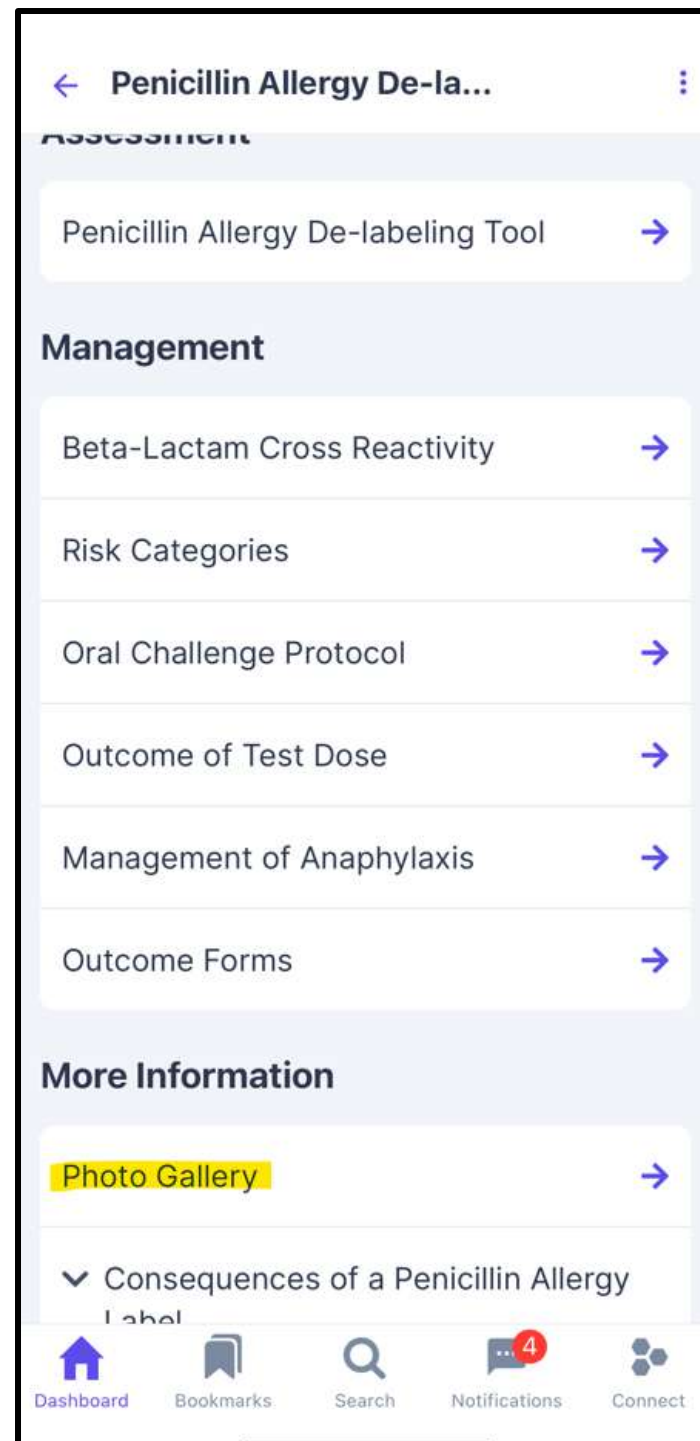 Penicillin Allergy De-la...
Assessment
Penicillin Allergy De-labeling Tool
Management
Beta-Lactam Cross Reactivity
Risk Categories
Oral Challenge Protocol
Outcome of Test Dose
Management of Anaphylaxis
Outcome Forms
More Information
Photo Gallery
Consequences of a Penicillin Allergy
Label
4
Dashboard Bookmarks Search Notifications Connect